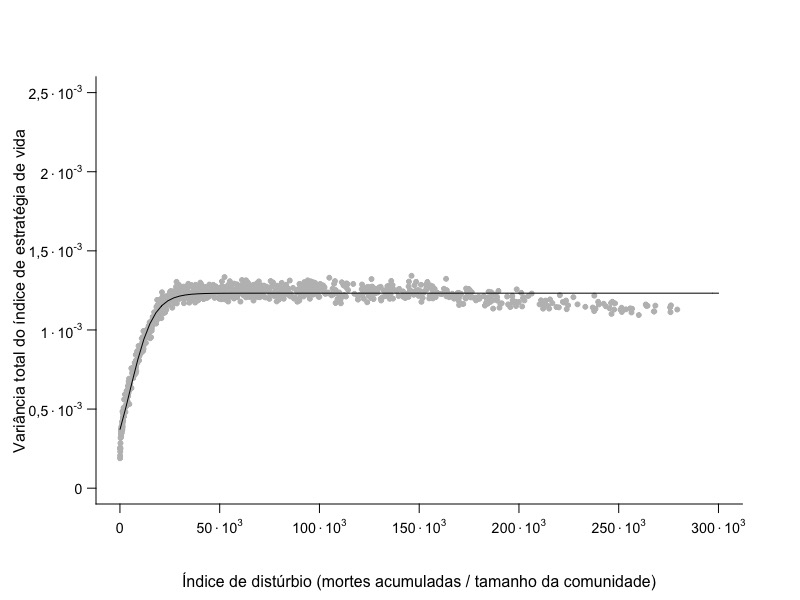 Variância total do índice de estratégia de vida
2,5·10⁻³
2·10⁻³
1,5·10⁻³
1·10⁻³
0,5·10⁻³
0
0 50·10³ 100·10³ 150·10³ 200·10³ 250·10³ 300·10³
Índice de distúrbio (mortes acumuladas / tamanho da comunidade)